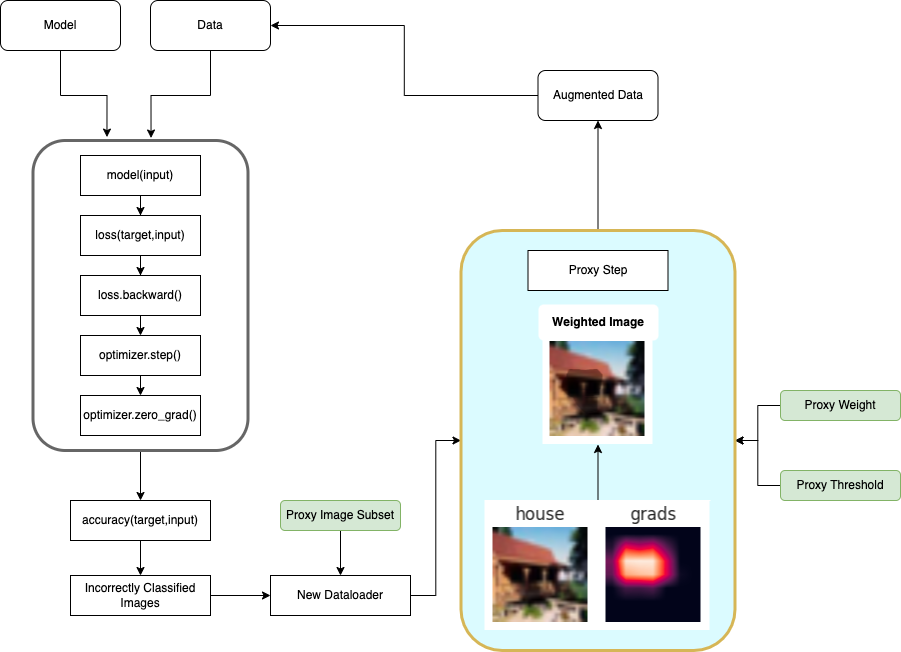 Model
Data
Augmented Data
model(input)
loss(target,input)
loss.backward()
optimizer.step()
optimizer.zero_grad()
accuracy(target,input)
Incorrectly Classified
Images
Proxy Image Subset
New Dataloader
Proxy Step
Weighted Image
house
grads
Proxy Weight
Proxy Threshold